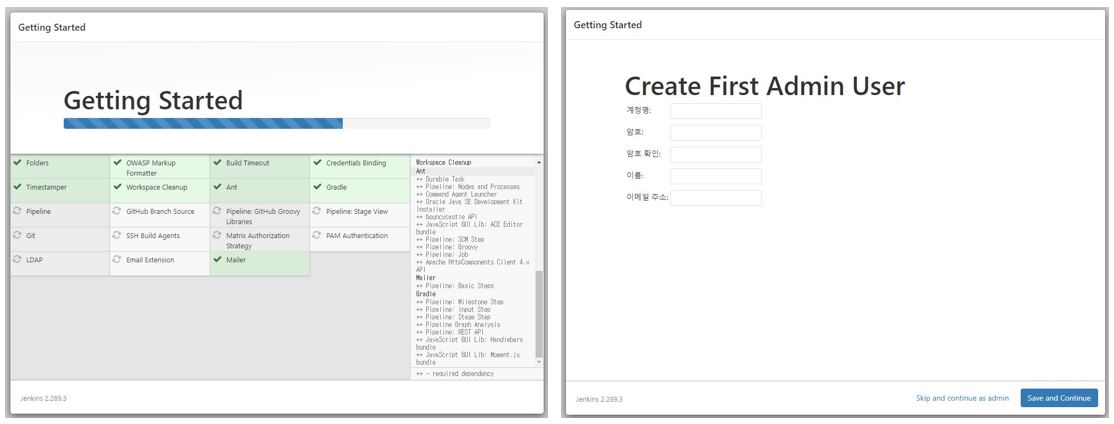 Getting Started
Getting Started
Folders
OWASP Markup
Formatter
Build Timeout
Credentials Binding
Timestamper
Workspace Cleanup
Ant
Gradle
Pipeline
GitHub Branch Source
Pipeline: GitHub Groovy
Libraries
Pipeline: Stage View
Git
SSH Build Agents
Matrix Authorization
Strategy
PAM Authentication
LDAP
Email Extension
Mailer
Workspace Cleanup
Ant
** Durable Task
** Pipeline: Nodes and Processes
** Command Agent Launcher
** Oracle Java SE Development Kit
Installer
** bouncycastle API
** JavaScript GUI Lib: ACE Editor
bundle
** Pipeline: SCM Step
** Pipeline: Groovy
** Pipeline: Job
** Apache HttpComponents Client 4.x
API
Mailer
** Pipeline: Basic Steps
Gradle
** Pipeline: Milestone Step
** Pipeline: Input Step
** Pipeline: Stage Step
** Pipeline Graph Analysis
** Pipeline: REST API
** JavaScript GUI Lib: Handlebars
bundle
** JavaScript GUI Lib: Moment.js
bundle
** - required dependency
Jenkins 2.289.3
Getting Started
Create First Admin User
계정명:
암호:
암호 확인:
이름:
이메일 주소:
Jenkins 2.289.3
Skip and continue as admin
Save and Continue